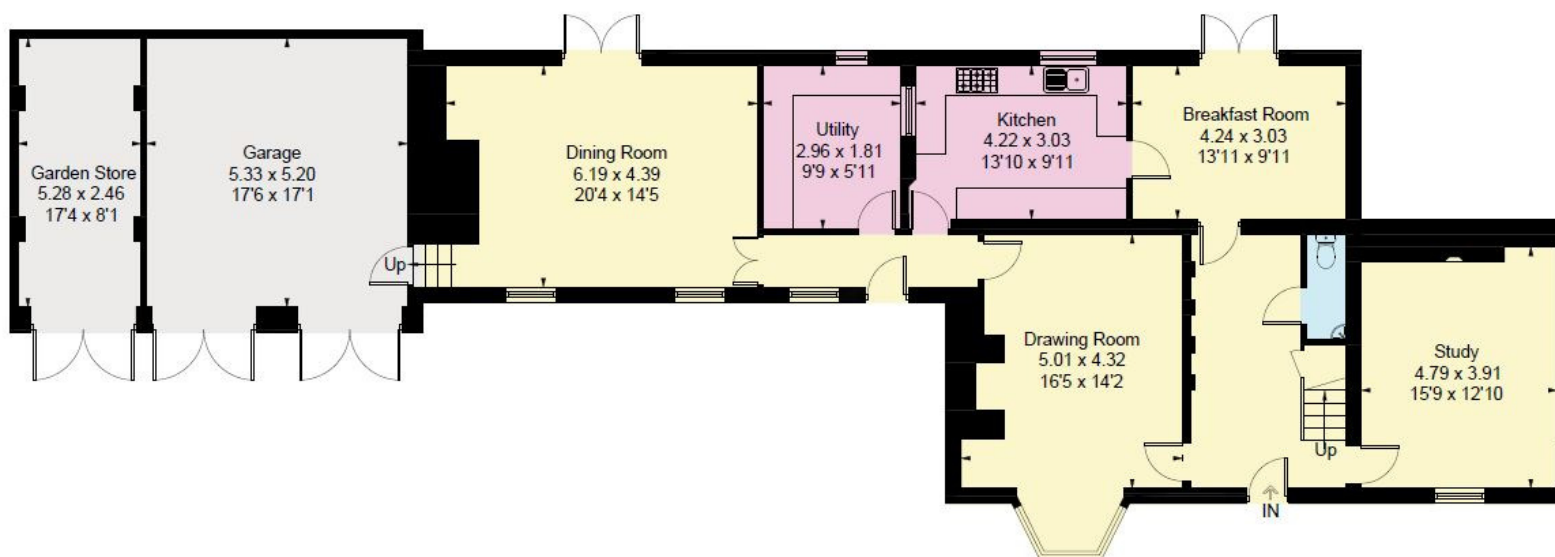 Garden Store
5.28 x 2.46
17'4 x 8'1
Garage
5.33 x 5.20
17'6 x 17'1
Up
Dining Room
6.19 x 4.39
20'4 x 14'5
Utility
2.96 x 1.81
9'9 x 5'11
Kitchen
4.22 x 3.03
13'10 x 9'11
Breakfast Room
4.24 x 3.03
13'11 x 9'11
Drawing Room
5.01 x 4.32
16'5 x 14'2
Up
IN
Study
4.79 x 3.91
15'9 x 12'10